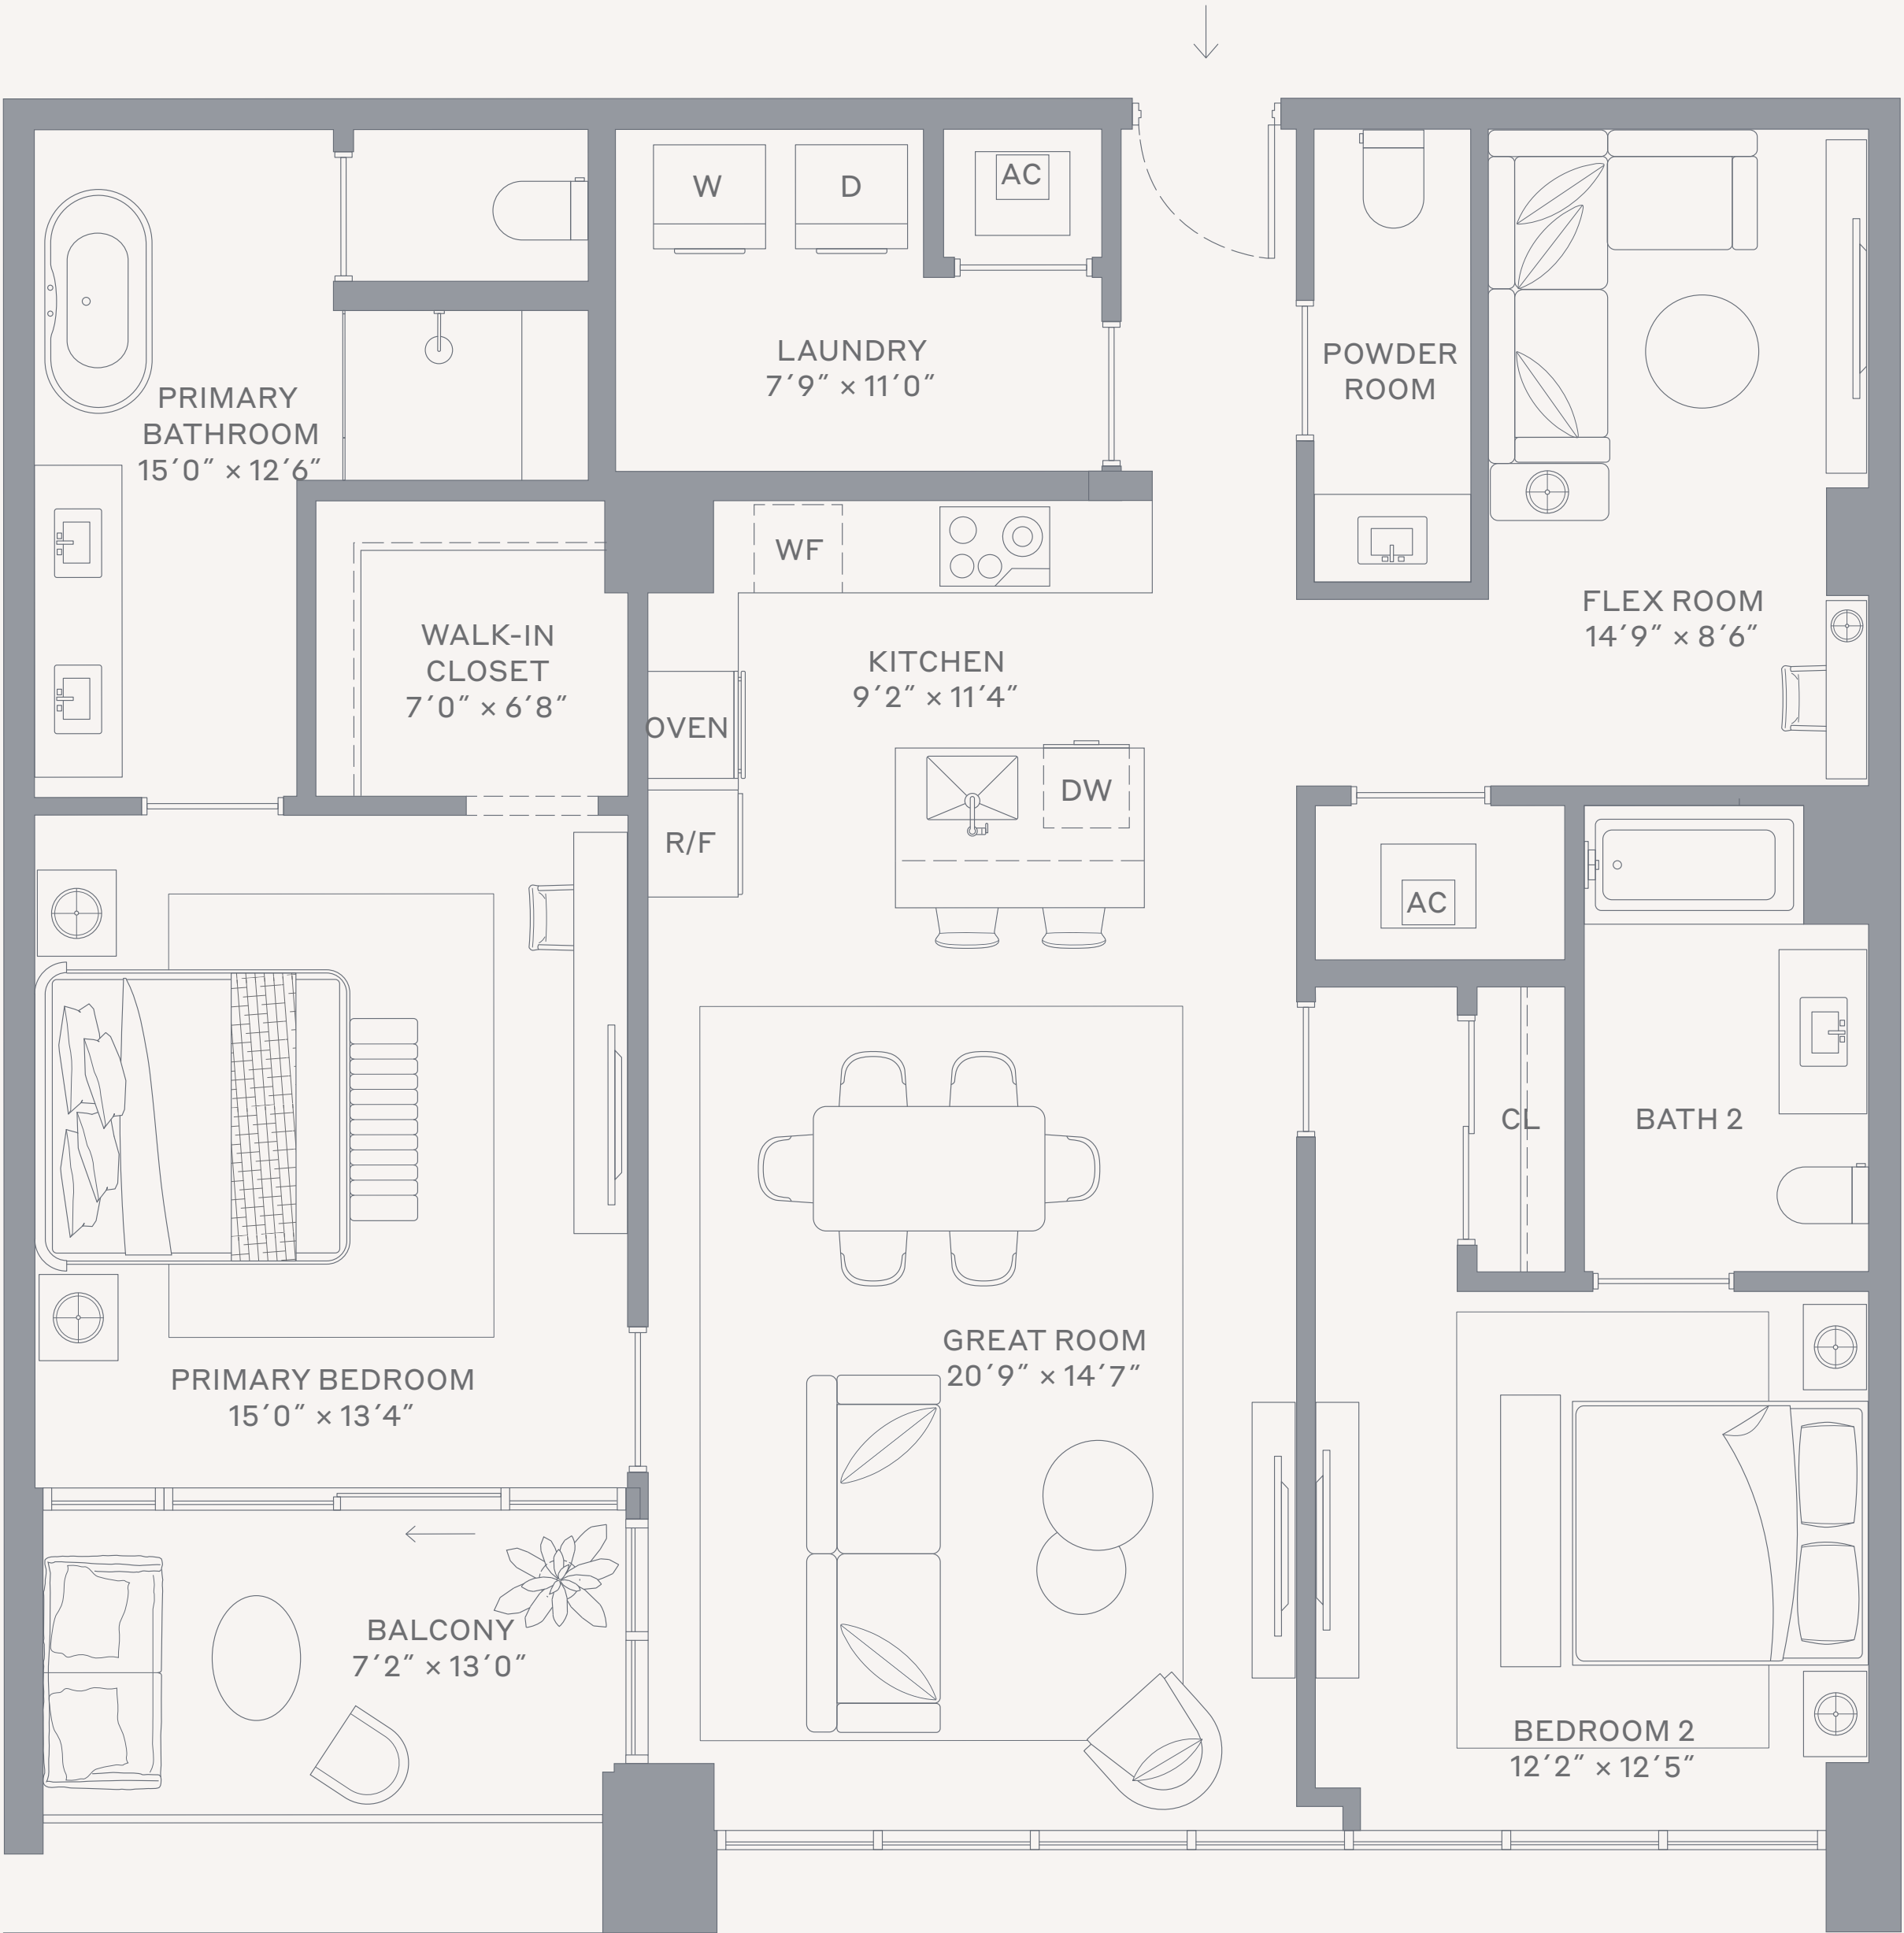 W
D
AC
LAUNDRY
7′9″ × 11′0″
POWDER
ROOM
PRIMARY
BATHROOM
15′0″ × 12′6″
WF
FLEX ROOM
14′9″ × 8′6″
WALK-IN
CLOSET
7′0″ × 6′8″
KITCHEN
9′2″ × 11′4″
OVEN
DW
R/F
AC
CL
BATH 2
GREAT ROOM
20′9″ × 14′7″
PRIMARY BEDROOM
15′0″ × 13′4″
BALCONY
7′2″ × 13′0″
BEDROOM 2
12′2″ × 12′5″